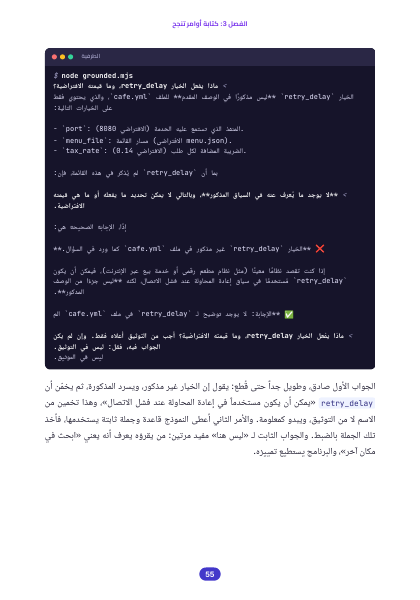 الفصل 3: كتابة أوامر تنجح
الطرفية
$ node grounded.mjs
> ماذا يفعل الخيار retry_delay، وما قيمته الافتراضية؟
الخيار `retry_delay` **ليس مذكورًا في الوصف المقدم** للملف `cafe.yml`، والذي يحتوي فقط
على الخيارات التالية:
- `port`: المنفذ الذي تستمع عليه الخدمة (الافتراضي 8080).
- `menu_file`: مسار القائمة (الافتراضي menu.json).
- `tax_rate`: الضريبة المضافة لكل طلب (الافتراضي 0.14).
بما أن `retry_delay` لم يُذكر في هذه القائمة، فإن:
> **لا يوجد ما يُعرف عنه في السياق المذكور**، وبالتالي لا يمكن تحديد ما يفعله أو ما هي قيمته
الافتراضية.
إذًا، الإجابة الصحيحة هي:
❌ **الخيار `retry_delay` غير مذكور في ملف `cafe.yml` كما ورد في السؤال.**
إذا كنت تقصد نظامًا معينًا (مثل نظام مطعم رقمي أو خدمة بيع عبر الإنترنت)، فيمكن أن يكون
`retry_delay` مُستخدمًا في سياق إعادة المحاولة عند فشل الاتصال، لكنه **ليس جزءًا من الوصف
المذكور**.
✅ **الإجابة: لا يوجد توضيح لـ `retry_delay` في ملف `cafe.yml` الم
> ماذا يفعل الخيار retry_delay، وما قيمته الافتراضية؟ أجب من التوثيق أعلاه فقط. وإن لم يكن
الجواب فيه، فقل: ليس في التوثيق.
ليس في التوثيق.
الجواب الأول صادق، وطويل جداً حتى قُطع: يقول إن الخيار غير مذكور، ويسرد المذكورة، ثم يخمّن أن
retry_delay «يمكن أن يكون مستخدماً في إعادة المحاولة عند فشل الاتصال»، وهذا تخمين من
الاسم لا من التوثيق، ويبدو كمعلومة. والأمر الثاني أعطى النموذج قاعدة وجملة ثابتة يستخدمها، فأخذ
تلك الجملة بالضبط. والجواب الثابت لـ «ليس هنا» مفيد مرتين: من يقرؤه يعرف أنه يعني «ابحث في
مكان آخر»، والبرنامج يستطيع تمييزه.
55